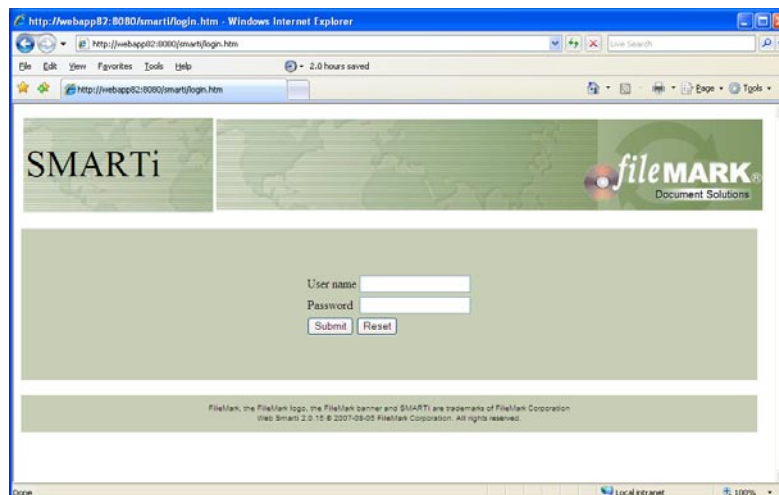 http://webapp82:8080/smarti/login.htm - Windows Internet Explorer
http://webapp82:8080/smarti/login.htm
Live Search
File Edit View Favorites Tools Help
2.0 hours saved
http://webapp82:8080/smarti/login.htm
Page Tools
SMARTi
fileMARK®
Document Solutions
User name
Password
Submit Reset
FileMark, the FileMark logo, the FileMark banner and SMARTi are trademarks of FileMark Corporation
Web Smarti 2.0.16 © 2007-08-05 FileMark Corporation. All rights reserved.
Done Local intranet 100%